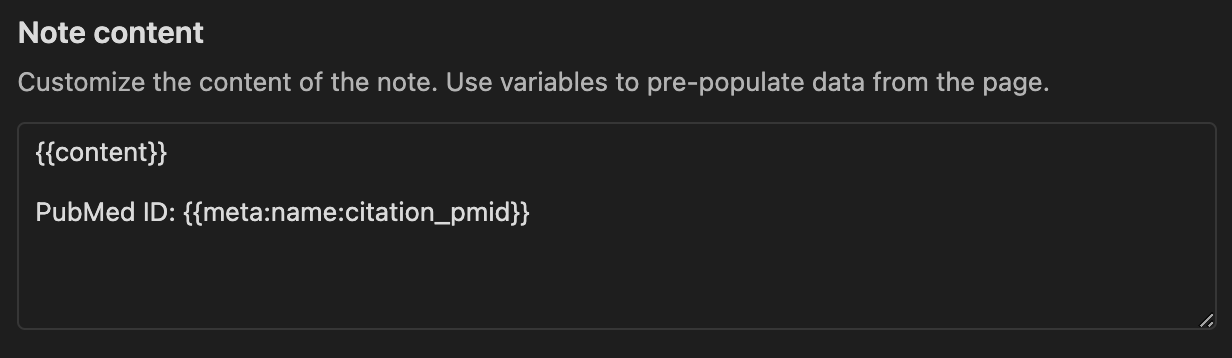 Note content
Customize the content of the note. Use variables to pre-populate data from the page.
{{content}}
PubMed ID: {{meta:name:citation_pmid}}